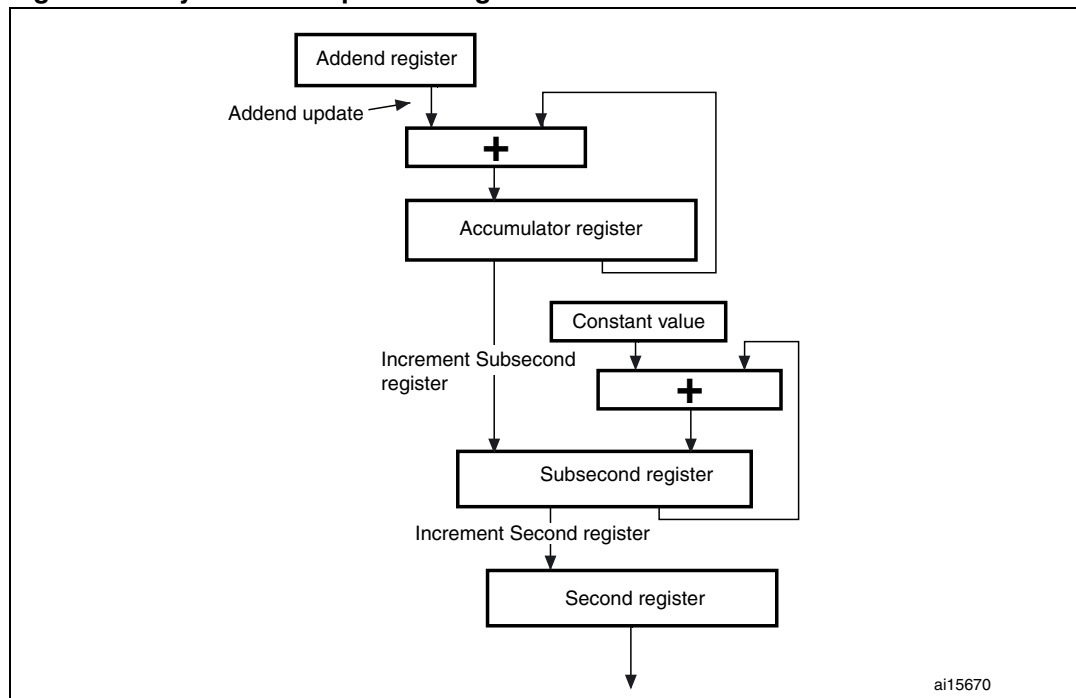 Addend register
Addend update
+
Accumulator register
Constant value
Increment Subsecond
register
+
Subsecond register
Increment Second register
Second register
ai15670